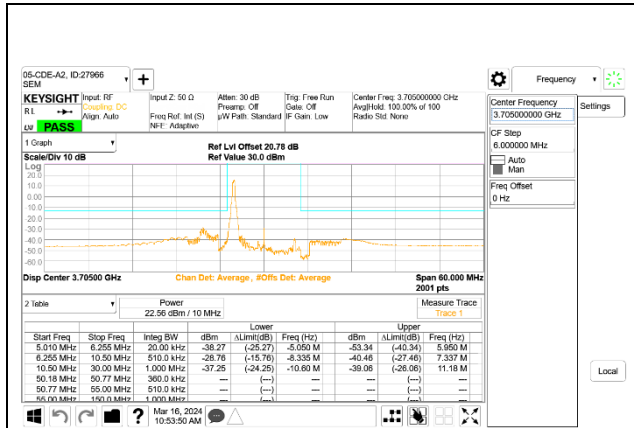 05-CDE-A2, ID:27966
SEM
Frequency
KEYSIGHT Input: RF Input Z: 50 Ω Atten: 30 dB Trig: Free Run Center Freq: 3.705000000 GHz
R L Coupling: DC Preamp: Off Gate: Off Avg|Hold: 100.00% of 100
Align: Auto Freq Ref: Int (S) µW Path: Standard IF Gain: Low Radio Std: None
NFE: Adaptive
PASS
Center Frequency
3.705000000 GHz
Settings
CF Step
6.000000 MHz
Auto
Man
Freq Offset
0 Hz
1 Graph
Ref Lvl Offset 20.78 dB
Scale/Div 10 dB Ref Value 30.0 dBm
Log
20.0
10.0
0.00
-10.0
-20.0
-30.0
-40.0
-50.0
-60.0
Disp Center 3.70500 GHz Chan Det: Average, #Offs Det: Average Span 60.000 MHz
2001 pts
2 Table Power Measure Trace
22.56 dBm / 10 MHz Trace 1
Lower Upper
Start Freq Stop Freq Integ BW dBm ΔLimit(dB) Freq (Hz) dBm ΔLimit(dB) Freq (Hz)
5.010 MHz 6.255 MHz 20.00 kHz -38.27 (-25.27) -5.050 M -53.34 (-40.34) 5.950 M
6.255 MHz 10.50 MHz 510.0 kHz -28.76 (-15.76) -8.335 M -40.46 (-27.46) 7.337 M
10.50 MHz 30.00 MHz 1.000 MHz -37.25 (-24.25) -10.60 M -39.06 (-26.06) 11.18 M
50.18 MHz 50.77 MHz 360.0 kHz --- (---) --- (---) ---
50.77 MHz 55.00 MHz 510.0 kHz --- (---) --- (---) ---
55.00 MHz 150.0 MHz 1.000 MHz --- (---) --- (---) ---
Local
Mar 16, 2024
10:53:50 AM